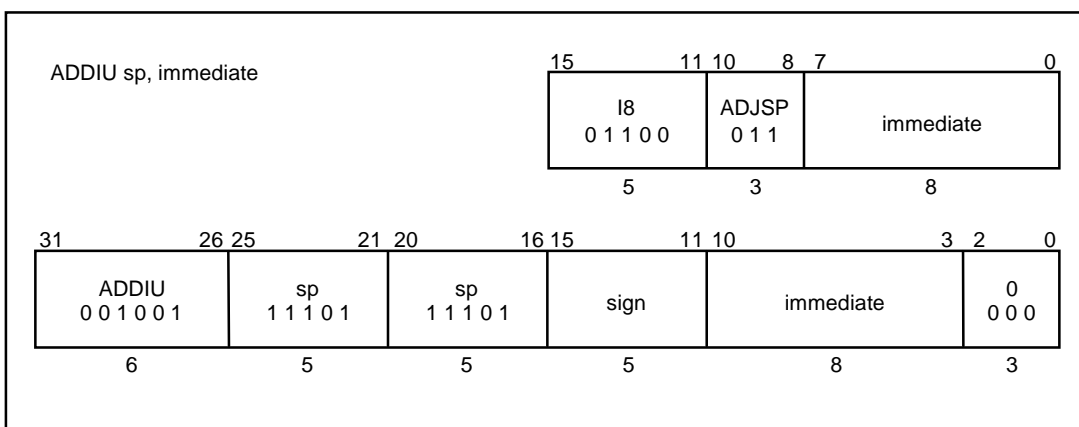 ADDIU sp, immediate
15 11 10 8 7 0
I8 ADJSP immediate
0 1 1 0 0 0 1 1
5 3 8
31 26 25 21 20 16 15 11 10 3 2 0
ADDIU sp sp sign immediate 0
0 0 1 0 0 1 1 1 1 0 1 1 1 1 0 1 0 0 0
6 5 5 5 8 3